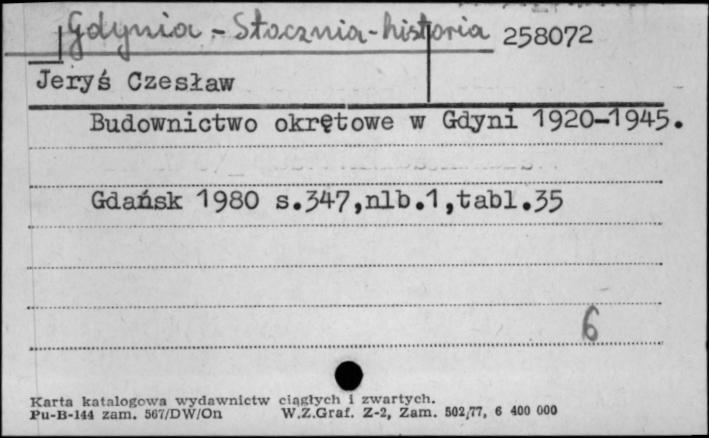 Gdynia - Stocznia - historia 258072
Jeryś Czesław
Budownictwo okrętowe w Gdyni 1920-1945.
Gdańsk 1980 s.347,nlb.1,tabl.35
6
Karta katalogowa wydawnictw ciągłych i zwartych.
Pu-B-144 zam. 567/DW/On W.Z.Graf. Z-2, Zam. 502/77, 6 400 000